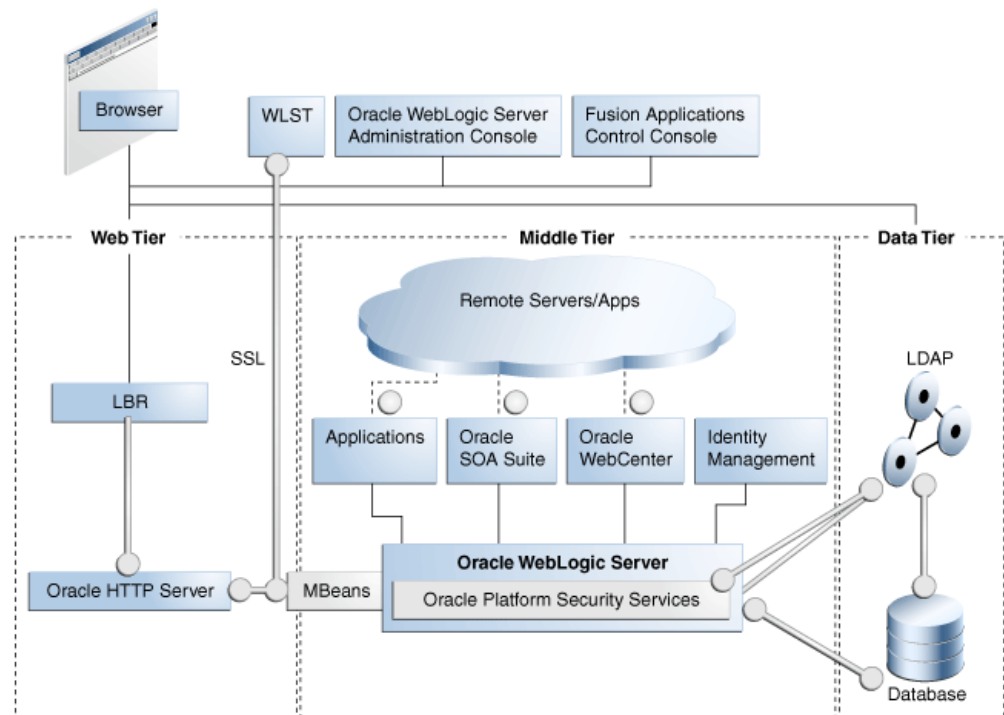 Browser
WLST
Oracle WebLogic Server
Administration Console
Fusion Applications
Control Console
Web Tier
Middle Tier
Data Tier
Remote Servers/Apps
SSL
LDAP
LBR
Applications
Oracle
SOA Suite
Oracle
WebCenter
Identity
Management
Oracle WebLogic Server
Oracle HTTP Server
MBeans
Oracle Platform Security Services
Database